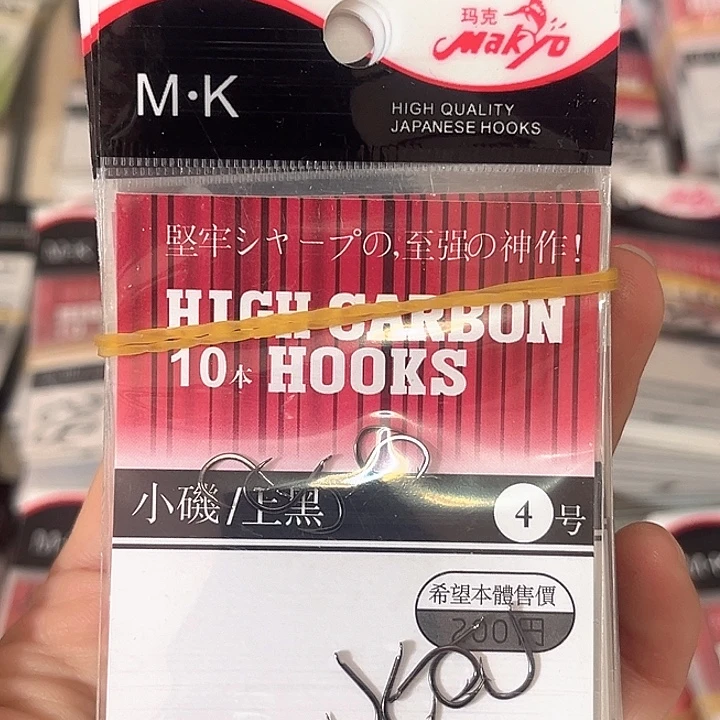 玛克
Makyo
M·K
HIGH QUALITY
JAPANESE HOOKS
堅牢シャープの,至强の神作!
HIGH CARBON
10本 HOOKS
小磯/上黑
4号
希望本體售價
200円
M·K
M·K